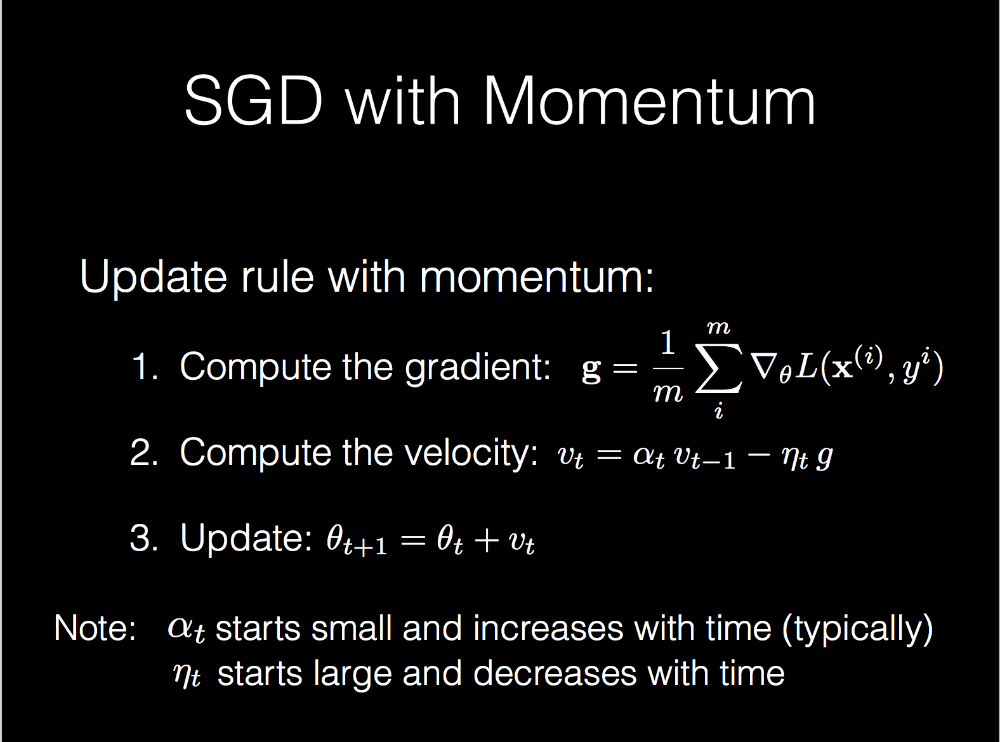 SGD with Momentum
Update rule with momentum:
1. Compute the gradient: $\mathbf{g} = \frac{1}{m} \sum_{i}^{m} \nabla_\theta L(\mathbf{x}^{(i)}, y^i)$
2. Compute the velocity: $v_t = \alpha_t v_{t-1} - \eta_t g$
3. Update: $\theta_{t+1} = \theta_t + v_t$
Note: $\alpha_t$ starts small and increases with time (typically)
$\eta_t$ starts large and decreases with time